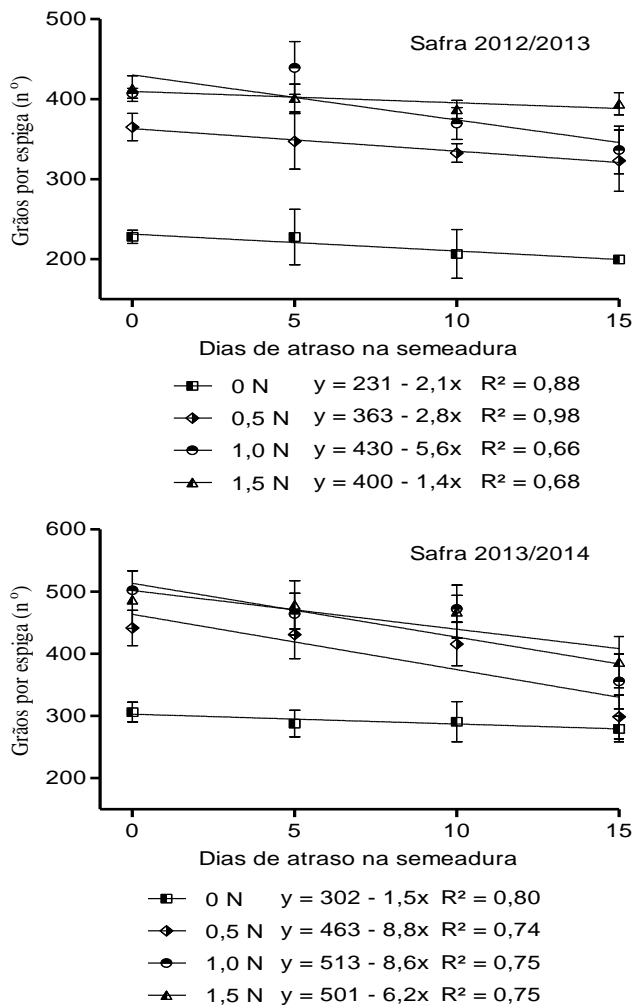 500
Safra 2012/2013
400
300
200
Grãos por espiga (n º)
0 5 10 15
Dias de atraso na semeadura
0 N y = 231 - 2,1x R² = 0,88
0,5 N y = 363 - 2,8x R² = 0,98
1,0 N y = 430 - 5,6x R² = 0,66
1,5 N y = 400 - 1,4x R² = 0,68
600
Safra 2013/2014
500
400
300
200
Grãos por espiga (n º)
0 5 10 15
Dias de atraso na semeadura
0 N y = 302 - 1,5x R² = 0,80
0,5 N y = 463 - 8,8x R² = 0,74
1,0 N y = 513 - 8,6x R² = 0,75
1,5 N y = 501 - 6,2x R² = 0,75